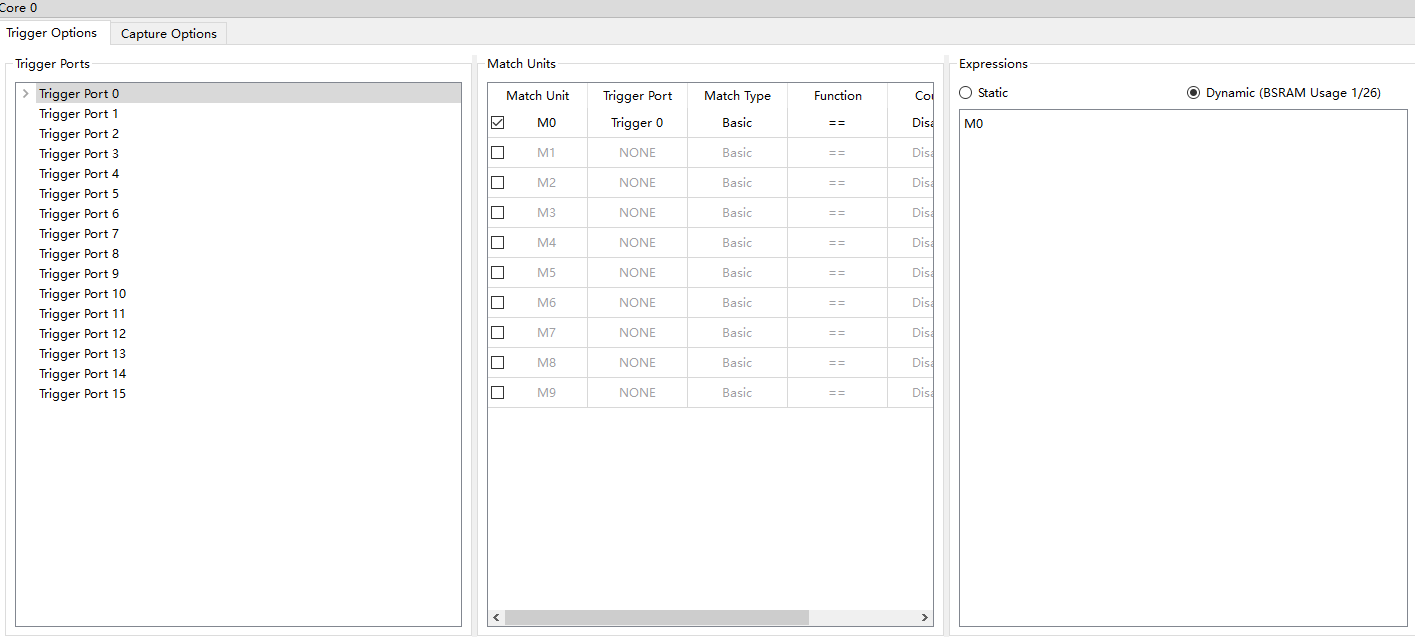 Core 0
Trigger Options Capture Options
Trigger Ports
Trigger Port 0
Trigger Port 1
Trigger Port 2
Trigger Port 3
Trigger Port 4
Trigger Port 5
Trigger Port 6
Trigger Port 7
Trigger Port 8
Trigger Port 9
Trigger Port 10
Trigger Port 11
Trigger Port 12
Trigger Port 13
Trigger Port 14
Trigger Port 15
Match Units
Match Unit Trigger Port Match Type Function Cou
M0 Trigger 0 Basic == Disa
M1 NONE Basic == Disa
M2 NONE Basic == Disa
M3 NONE Basic == Disa
M4 NONE Basic == Disa
M5 NONE Basic == Disa
M6 NONE Basic == Disa
M7 NONE Basic == Disa
M8 NONE Basic == Disa
M9 NONE Basic == Disa
Expressions
Static Dynamic (BSRAM Usage 1/26)
M0